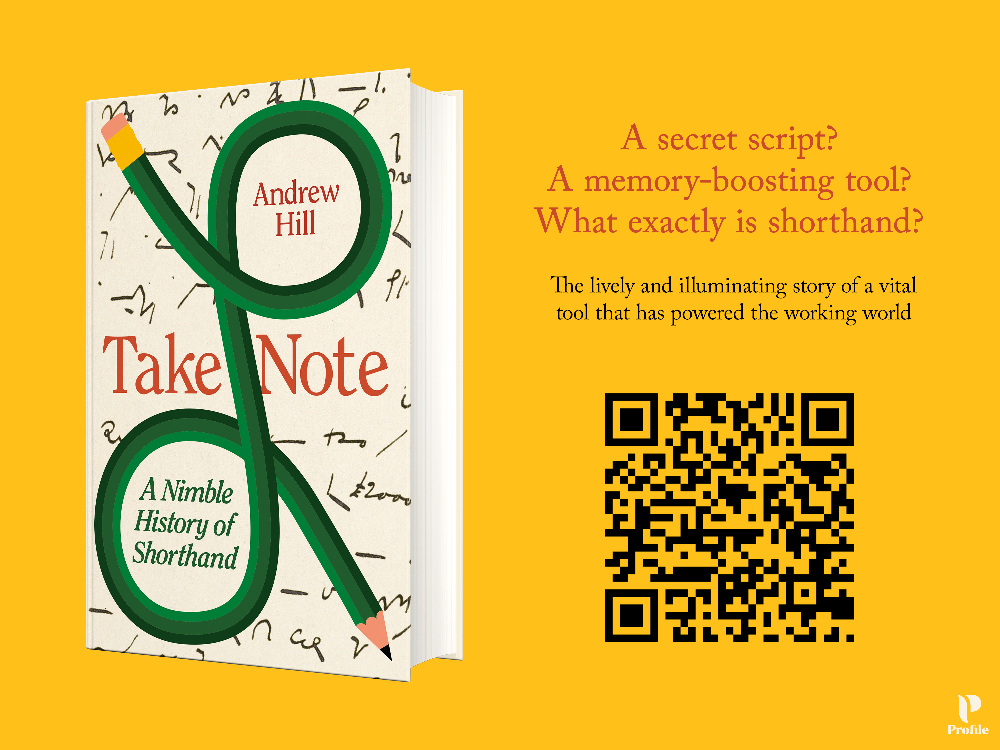 Andrew
Hill
Take Note
A Nimble
History of
Shorthand
£2000
A secret script?
A memory-boosting tool?
What exactly is shorthand?
The lively and illuminating story of a vital
tool that has powered the working world
Profile